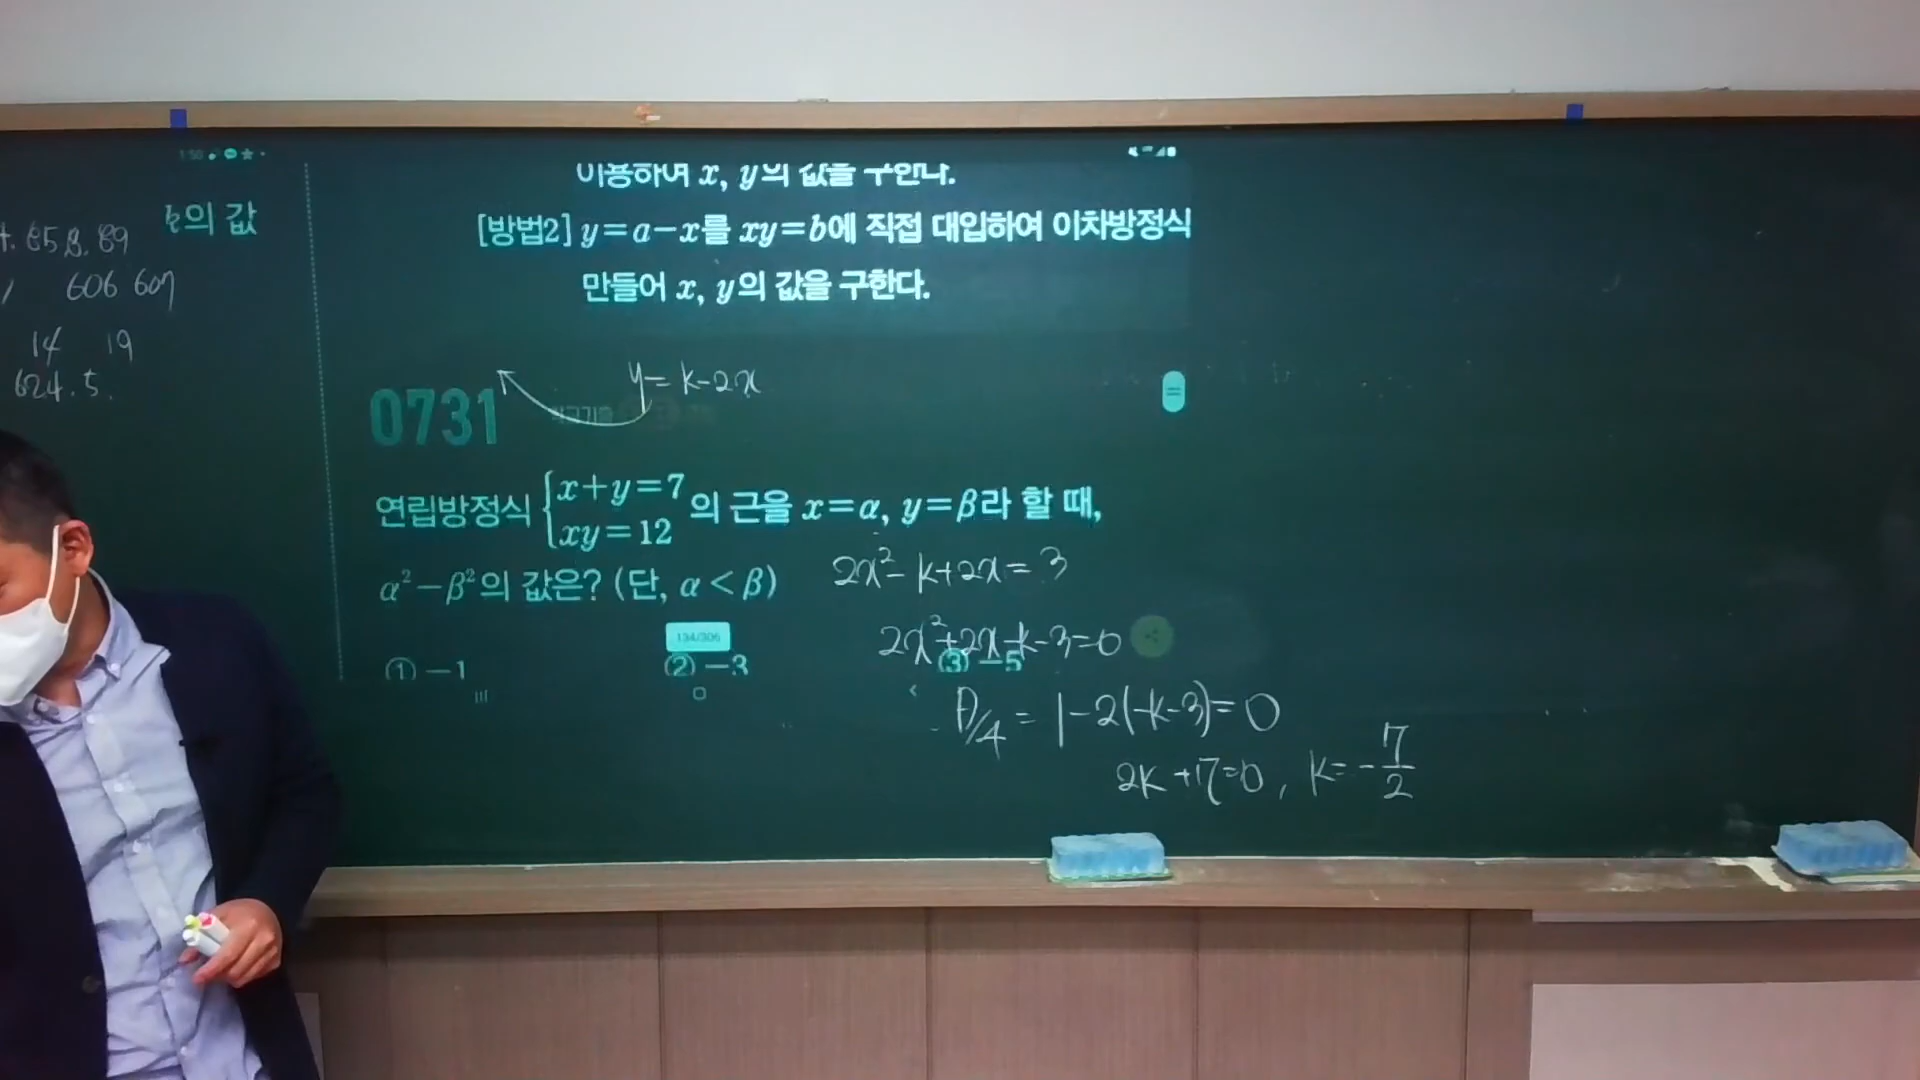 k의 값
658. 89
606 607
14 19
624. 5.
이용하여 x, y의 값을 구한다.
[방법2] y=a-x를 xy=b에 직접 대입하여 이차방정식
만들어 x, y의 값을 구한다.
y= k-2x
0731
연립방정식 { x+y=7
xy=12 의 근을 x=α, y=β라 할 때,
α²-β²의 값은? (단, α<β)
2x²-k+2x=3
2x²+2x-k-3=0
134/306
① -1 ② -3 ③ -5
D/4 = 1-2(-k-3)=0
2k+17=0, k=-7/2